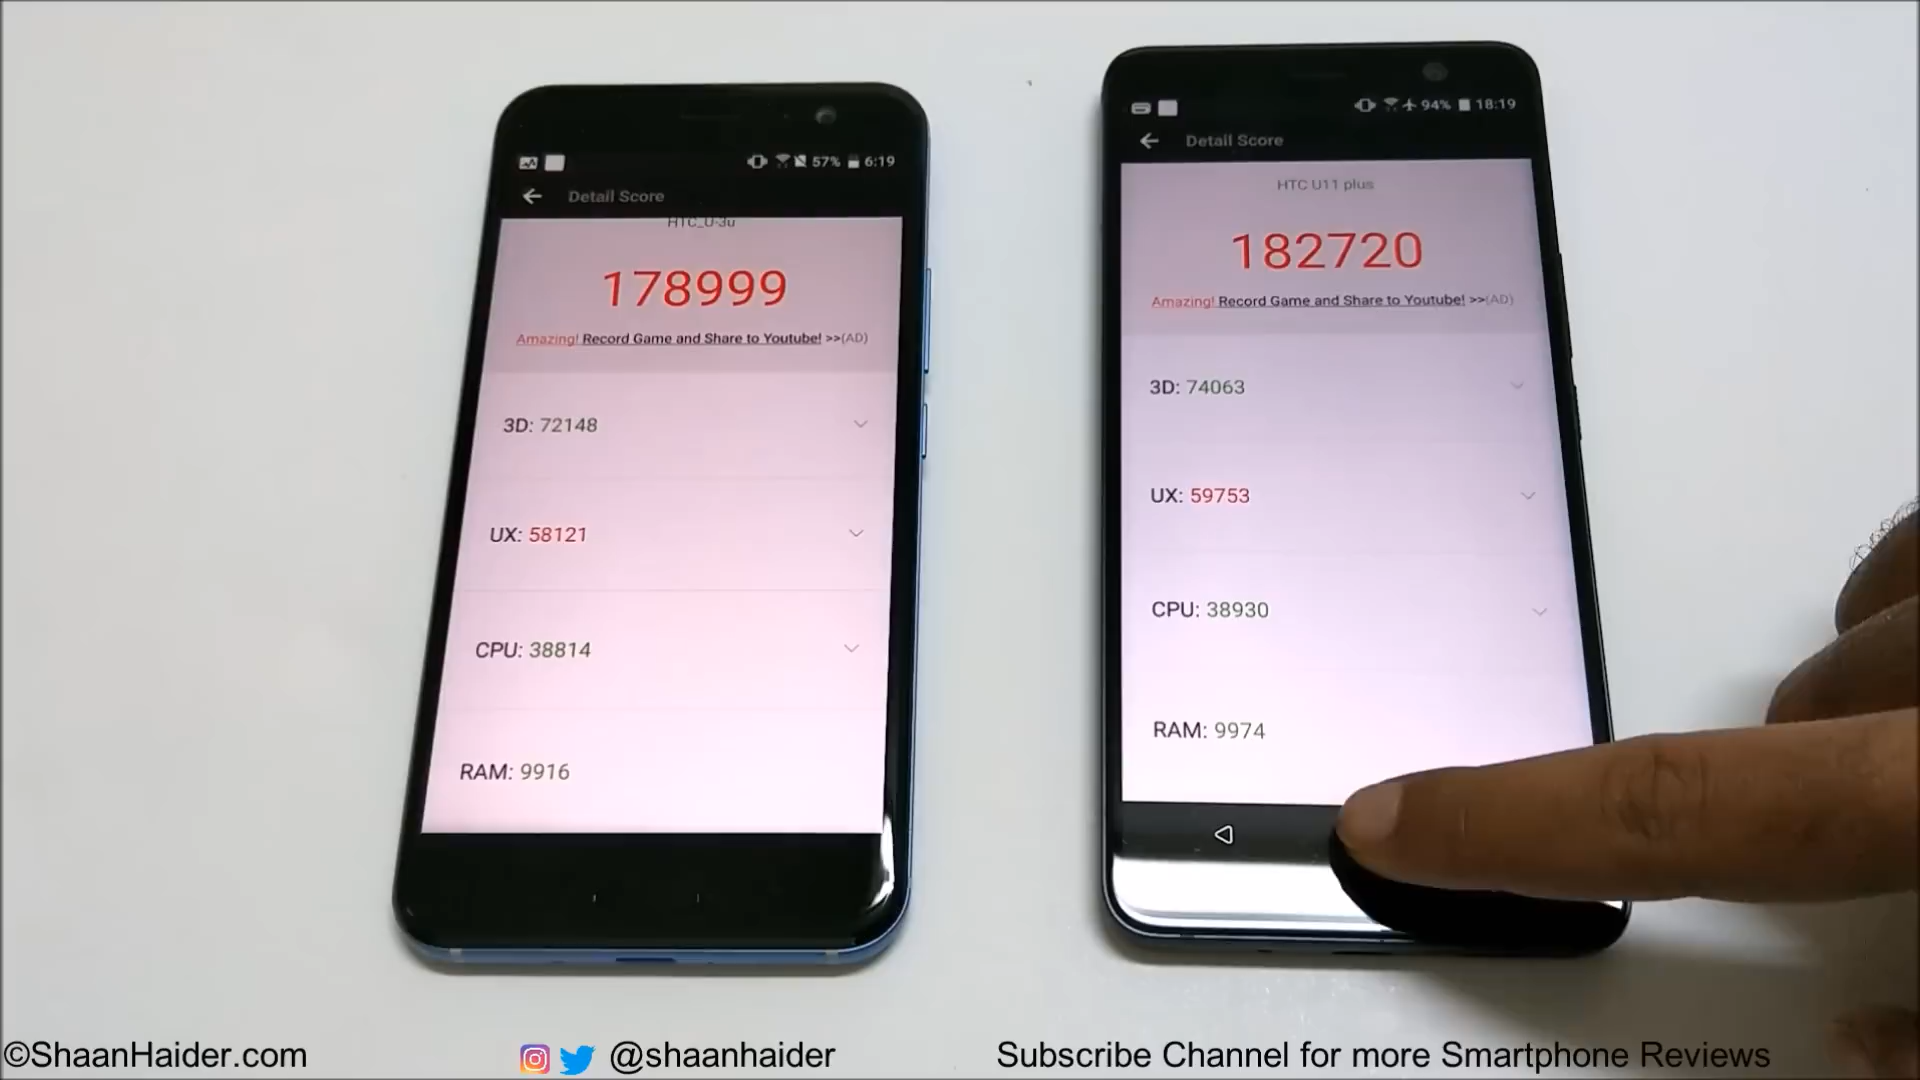 57% 6:19
Detail Score
HTC_U-3u
178999
Amazing! Record Game and Share to Youtube! >>(AD)
3D: 72148
UX: 58121
CPU: 38814
RAM: 9916
94% 18:19
Detail Score
HTC U11 plus
182720
Amazing! Record Game and Share to Youtube! >>(AD)
3D: 74063
UX: 59753
CPU: 38930
RAM: 9974
©ShaanHaider.com
@shaanhaider
Subscribe Channel for more Smartphone Reviews